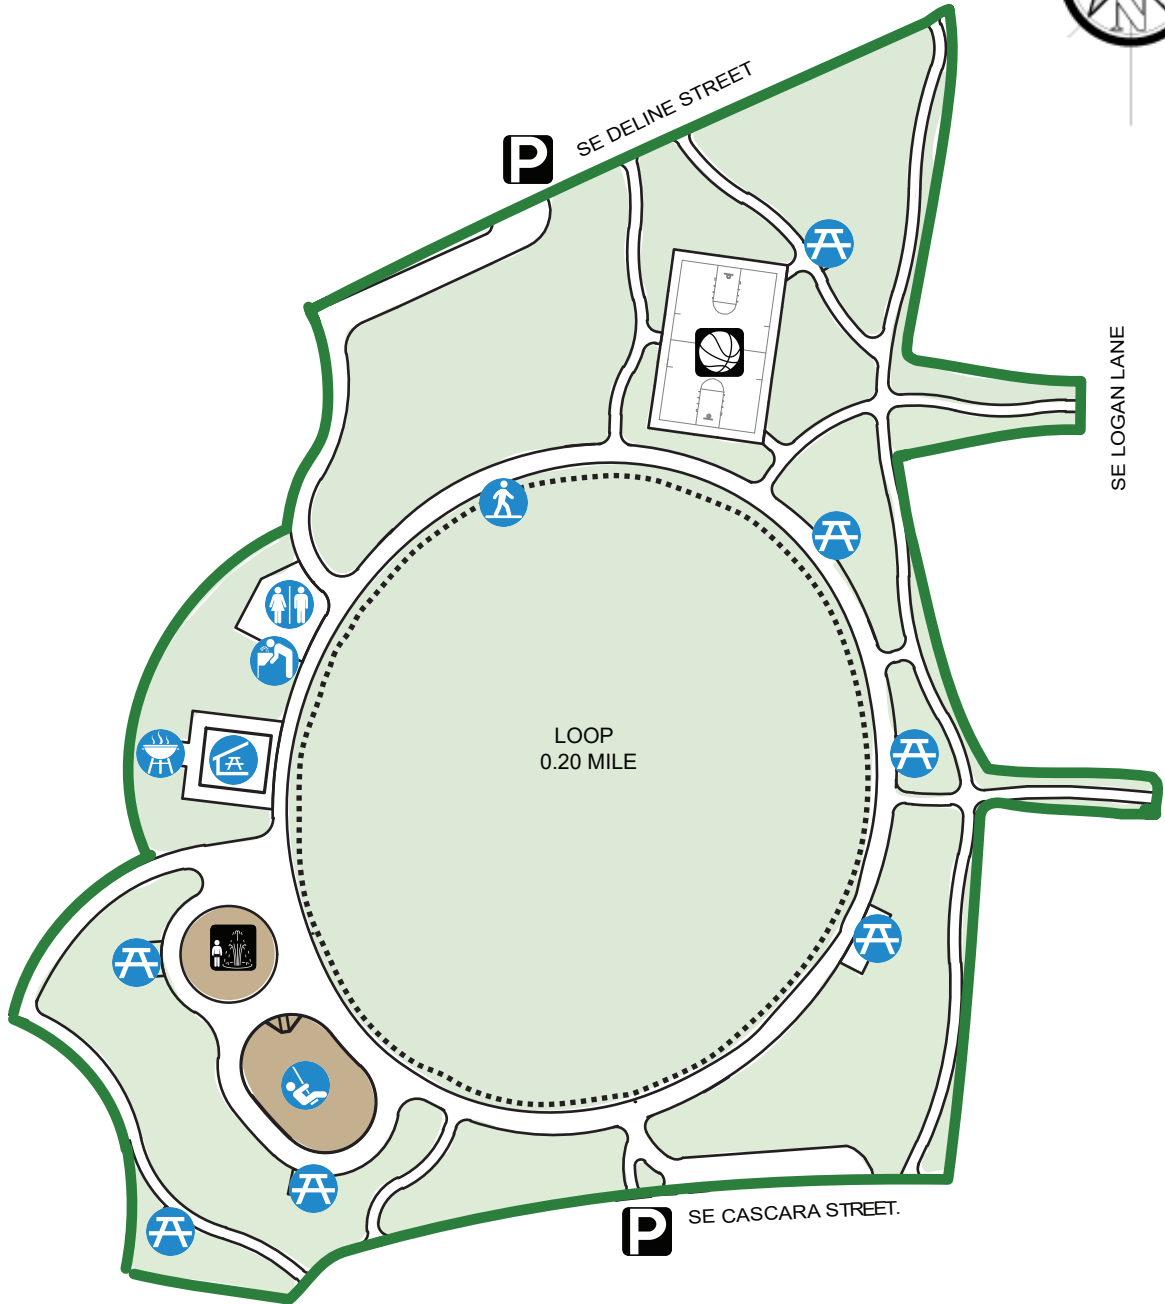 N
SE DELINE STREET
P
SE LOGAN LANE
LOOP
0.20 MILE
P
SE CASCARA STREET.